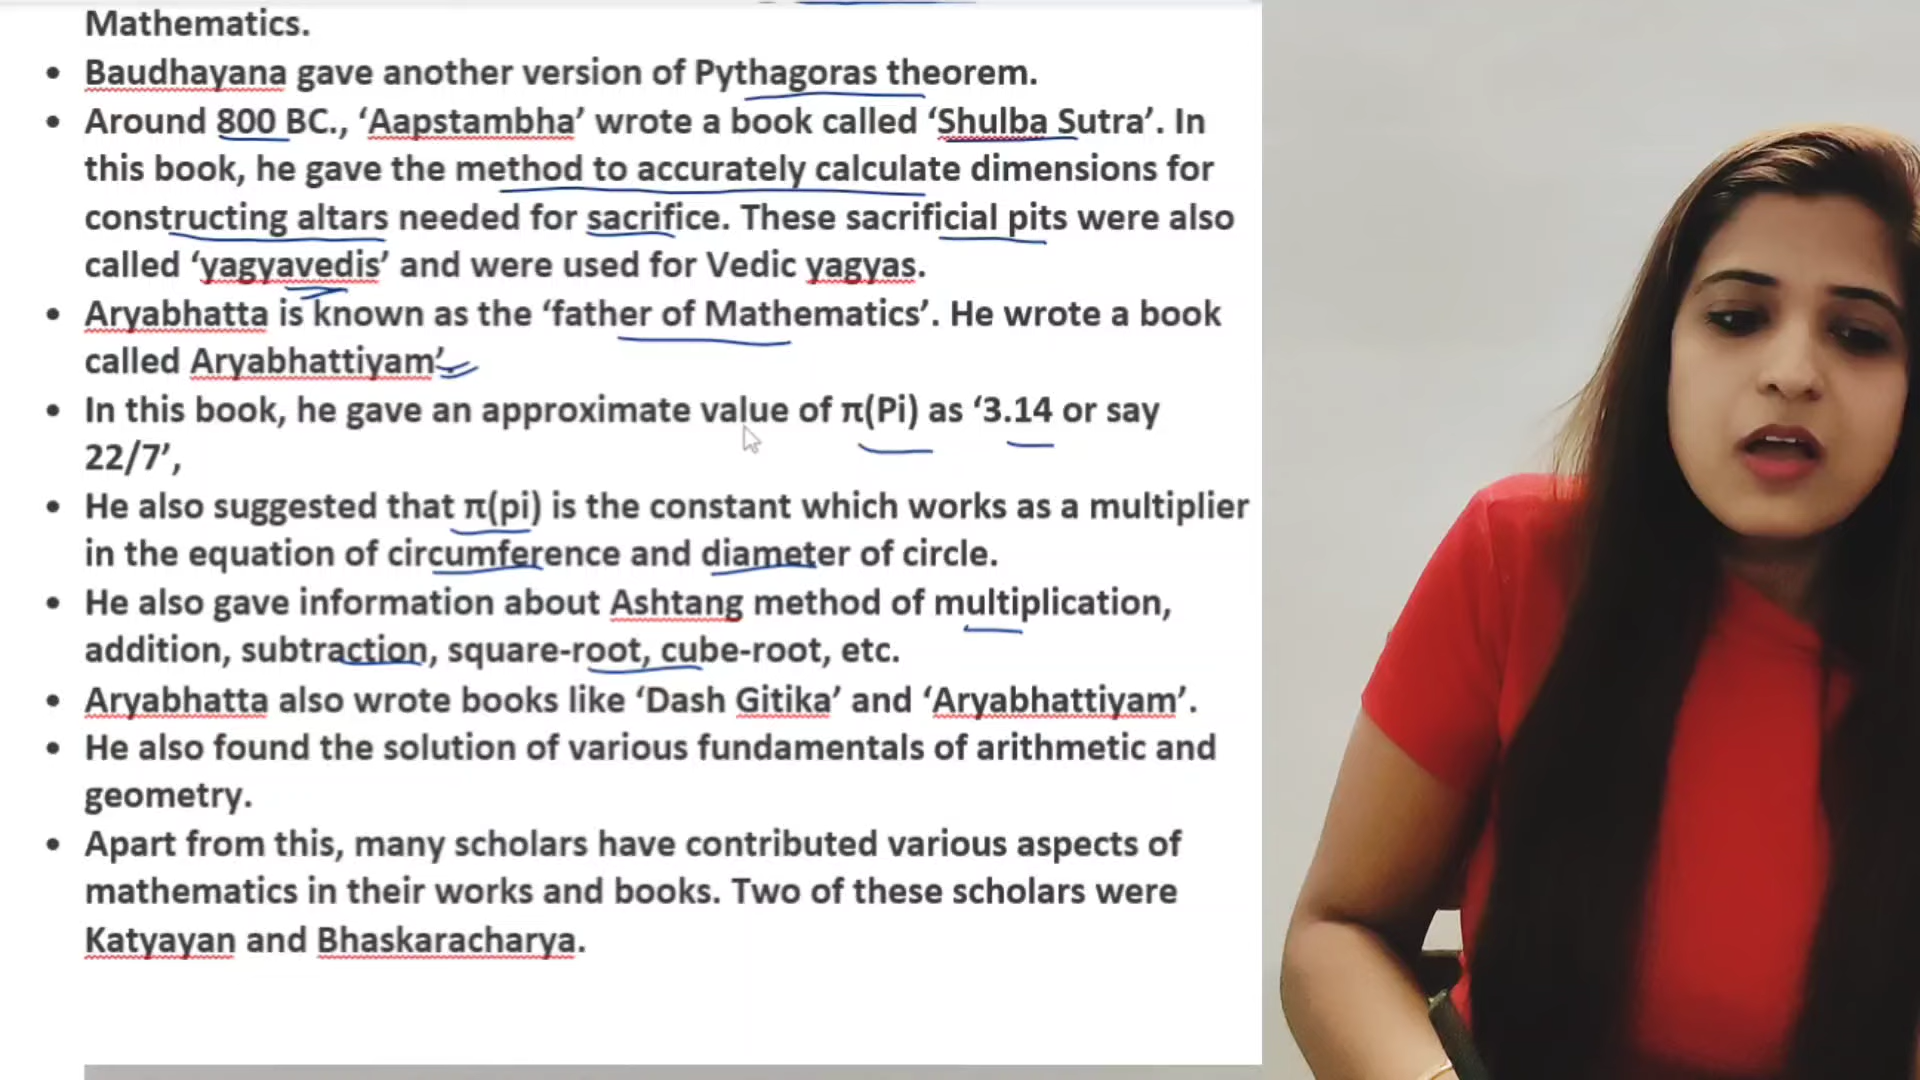 Mathematics.
• Baudhayana gave another version of Pythagoras theorem.
• Around 800 BC., ‘Aapstambha’ wrote a book called ‘Shulba Sutra’. In
this book, he gave the method to accurately calculate dimensions for
constructing altars needed for sacrifice. These sacrificial pits were also
called ‘yagyavedis’ and were used for Vedic yagyas.
• Aryabhatta is known as the ‘father of Mathematics’. He wrote a book
called Aryabhattiyam’.
• In this book, he gave an approximate value of π(Pi) as ‘3.14 or say
22/7’,
• He also suggested that π(pi) is the constant which works as a multiplier
in the equation of circumference and diameter of circle.
• He also gave information about Ashtang method of multiplication,
addition, subtraction, square-root, cube-root, etc.
• Aryabhatta also wrote books like ‘Dash Gitika’ and ‘Aryabhattiyam’.
• He also found the solution of various fundamentals of arithmetic and
geometry.
• Apart from this, many scholars have contributed various aspects of
mathematics in their works and books. Two of these scholars were
Katyayan and Bhaskaracharya.